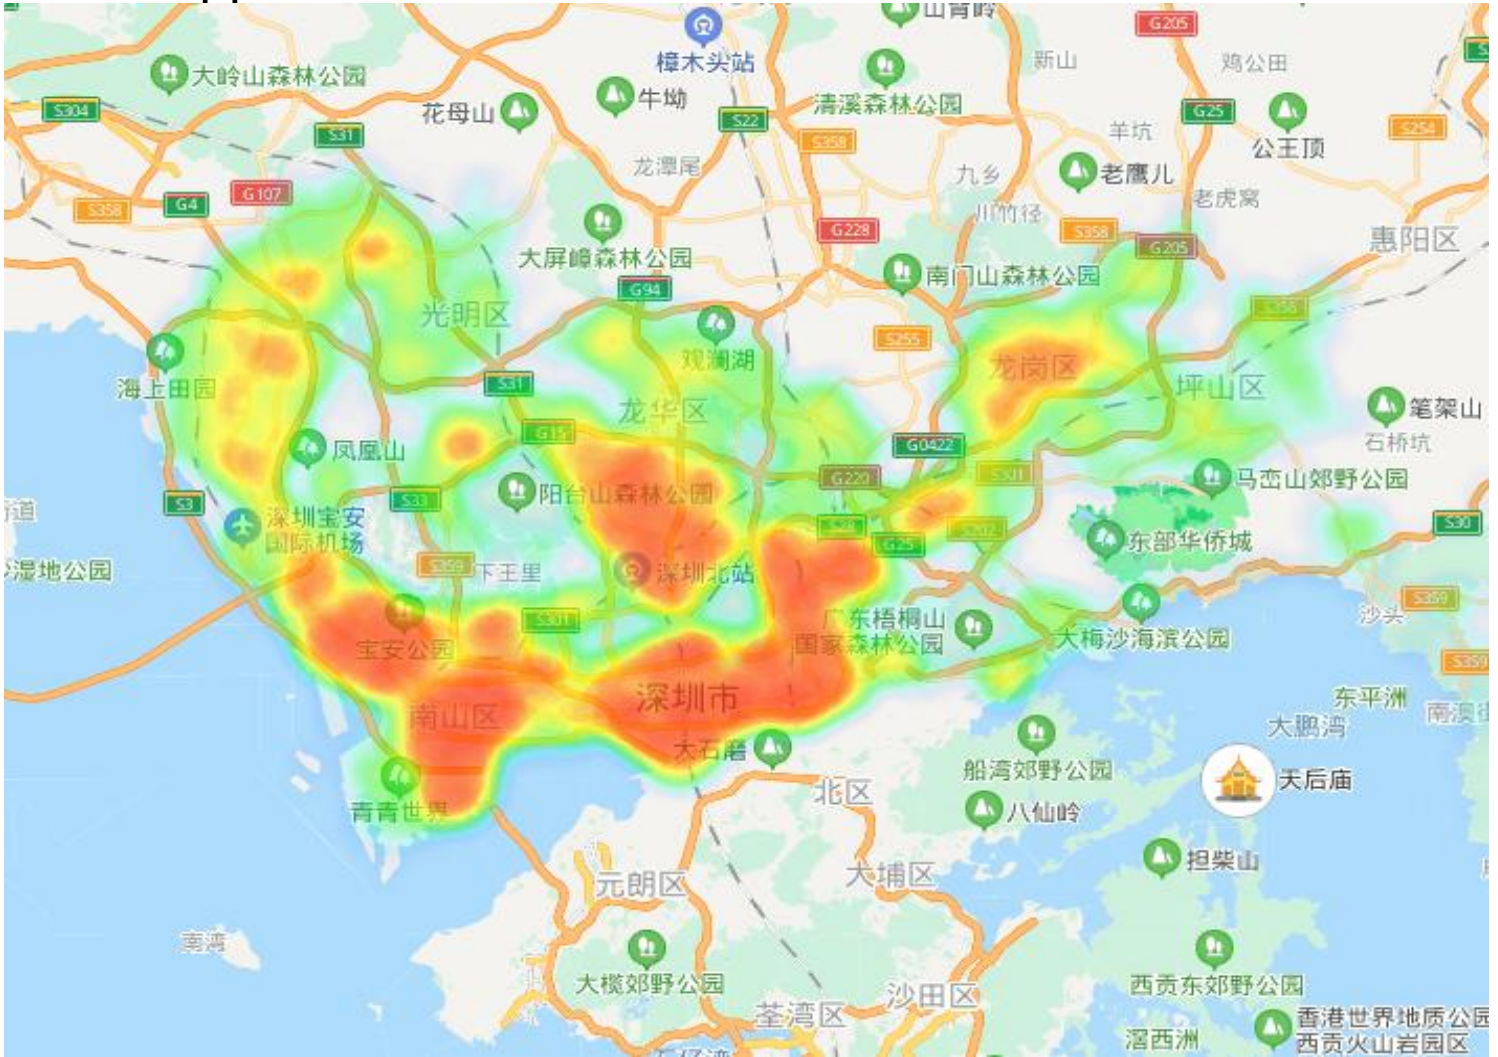 山背岭
G205
樟木头站
大岭山森林公园
新山
鸡公田
清溪森林公园
牛坳
花母山
S304
S31
S22
S358
G25
S254
羊坑
公王顶
龙潭尾
九乡
老鹰儿
老虎窝
G107
G4
S358
川竹径
G228
S358
G205
惠阳区
大屏嶂森林公园
南门山森林公园
G94
光明区
S356
观澜湖
S255
龙岗区
海上田园
S31
坪山区
龙华区
笔架山
G15
石桥坑
凤凰山
G0422
G220
S301
马峦山郊野公园
阳台山森林公园
S3
S33
深圳宝安
国际机场
S28
S202
S30
G25
东部华侨城
湿地公园
S359
下王里
深圳北站
沙头
S359
S301
广东梧桐山
国家森林公园
大梅沙海滨公园
宝安公园
S359
深圳市
东平洲
南山区
大鹏湾
南澳街
大石磨
船湾郊野公园
天后庙
青青世界
北区
八仙岭
元朗区
大埔区
担柴山
南湾
大榄郊野公园
西贡东郊野公园
荃湾区
沙田区
滘西洲
香港世界地质公园
西贡火山岩园区